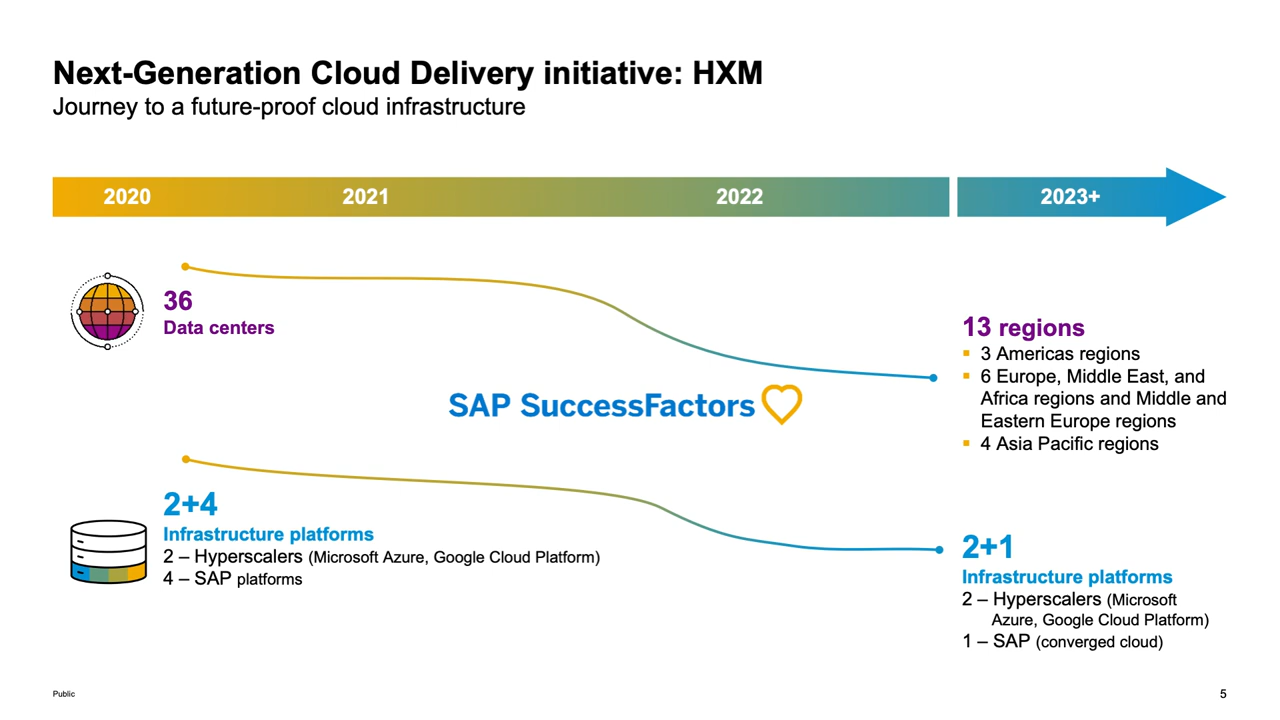 Next-Generation Cloud Delivery initiative: HXM
Journey to a future-proof cloud infrastructure
2020
2021
2022
2023+
36
Data centers
13 regions
▪ 3 Americas regions
▪ 6 Europe, Middle East, and
Africa regions and Middle and
Eastern Europe regions
▪ 4 Asia Pacific regions
SAP SuccessFactors
2+4
Infrastructure platforms
2 – Hyperscalers (Microsoft Azure, Google Cloud Platform)
4 – SAP platforms
2+1
Infrastructure platforms
2 – Hyperscalers (Microsoft
Azure, Google Cloud Platform)
1 – SAP (converged cloud)
Public
5